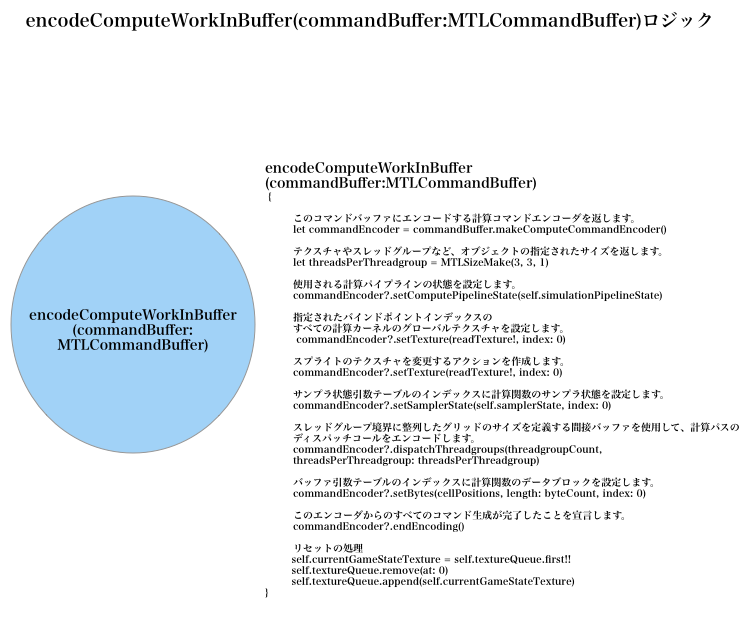 encodeComputeWorkInBuffer(commandBuffer:MTLCommandBuffer)ロジック
encodeComputeWorkInBuffer
(commandBuffer:
MTLCommandBuffer)
encodeComputeWorkInBuffer
(commandBuffer:MTLCommandBuffer)
{
このコマンドバッファにエンコードする計算コマンドエンコーダを返します。
let commandEncoder = commandBuffer.makeComputeCommandEncoder()
テクスチャやスレッドグループなど、オブジェクトの指定されたサイズを返します。
let threadsPerThreadgroup = MTLSizeMake(3, 3, 1)
使用される計算パイプラインの状態を設定します。
commandEncoder?.setComputePipelineState(self.simulationPipelineState)
指定されたバインドポイントインデックスの
すべての計算カーネルのグローバルテクスチャを設定します。
commandEncoder?.setTexture(readTexture!, index: 0)
スプライトのテクスチャを変更するアクションを作成します。
commandEncoder?.setTexture(readTexture!, index: 0)
サンプラ状態引数テーブルのインデックスに計算関数のサンプラ状態を設定します。
commandEncoder?.setSamplerState(self.samplerState, index: 0)
スレッドグループ境界に整列したグリッドのサイズを定義する間接バッファを使用して、計算パスの
ディスパッチコールをエンコードします。
commandEncoder?.dispatchThreadgroups(threadgroupCount,
threadsPerThreadgroup: threadsPerThreadgroup)
バッファ引数テーブルのインデックスに計算関数のデータブロックを設定します。
commandEncoder?.setBytes(cellPositions, length: byteCount, index: 0)
このエンコーダからのすべてのコマンド生成が完了したことを宣言します。
commandEncoder?.endEncoding()
リセットの処理
self.currentGameStateTexture = self.textureQueue.first!!
self.textureQueue.remove(at: 0)
self.textureQueue.append(self.currentGameStateTexture)
}